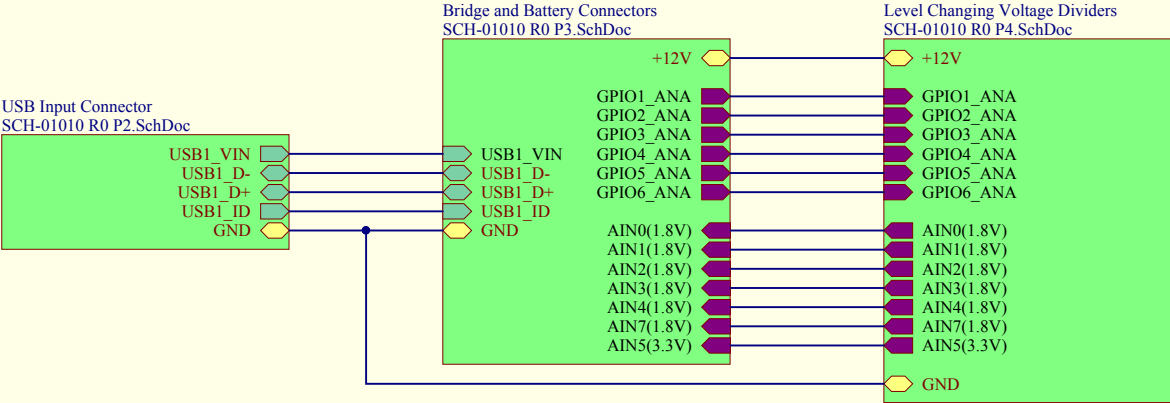 Bridge and Battery Connectors
SCH-01010 R0 P3.SchDoc
Level Changing Voltage Dividers
SCH-01010 R0 P4.SchDoc
USB Input Connector
SCH-01010 R0 P2.SchDoc
USB1_VIN
USB1_D-
USB1_D+
USB1_ID
GND
USB1_VIN
USB1_D-
USB1_D+
USB1_ID
GND
+12V
GPIO1_ANA
GPIO2_ANA
GPIO3_ANA
GPIO4_ANA
GPIO5_ANA
GPIO6_ANA
AIN0(1.8V)
AIN1(1.8V)
AIN2(1.8V)
AIN3(1.8V)
AIN4(1.8V)
AIN7(1.8V)
AIN5(3.3V)
+12V
GPIO1_ANA
GPIO2_ANA
GPIO3_ANA
GPIO4_ANA
GPIO5_ANA
GPIO6_ANA
AIN0(1.8V)
AIN1(1.8V)
AIN2(1.8V)
AIN3(1.8V)
AIN4(1.8V)
AIN7(1.8V)
AIN5(3.3V)
GND